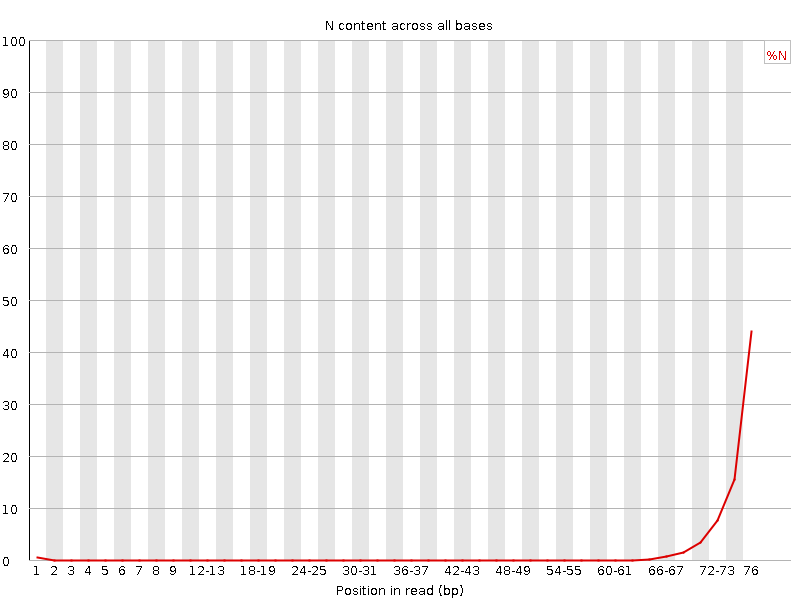 N content across all bases
%N
100
90
80
70
60
50
40
30
20
10
0
1 2 3 4 5 6 7 8 9 12-13 18-19 24-25 30-31 36-37 42-43 48-49 54-55 60-61 66-67 72-73 76
Position in read (bp)